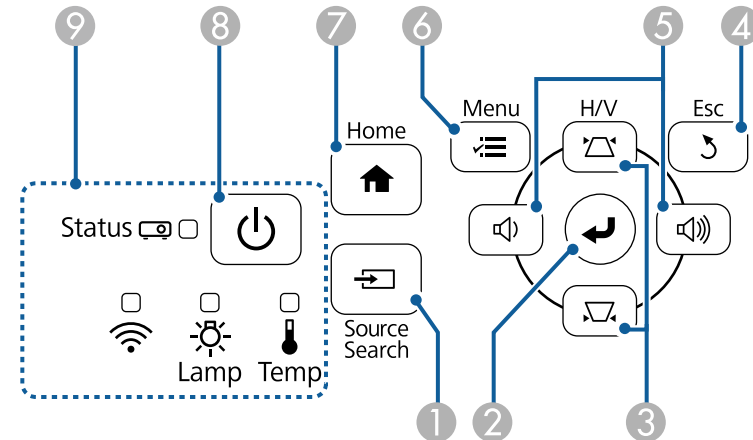 9 8 7 6 5 4
Menu H/V Esc
Home
Status
Source
Search
Lamp Temp
1 2 3